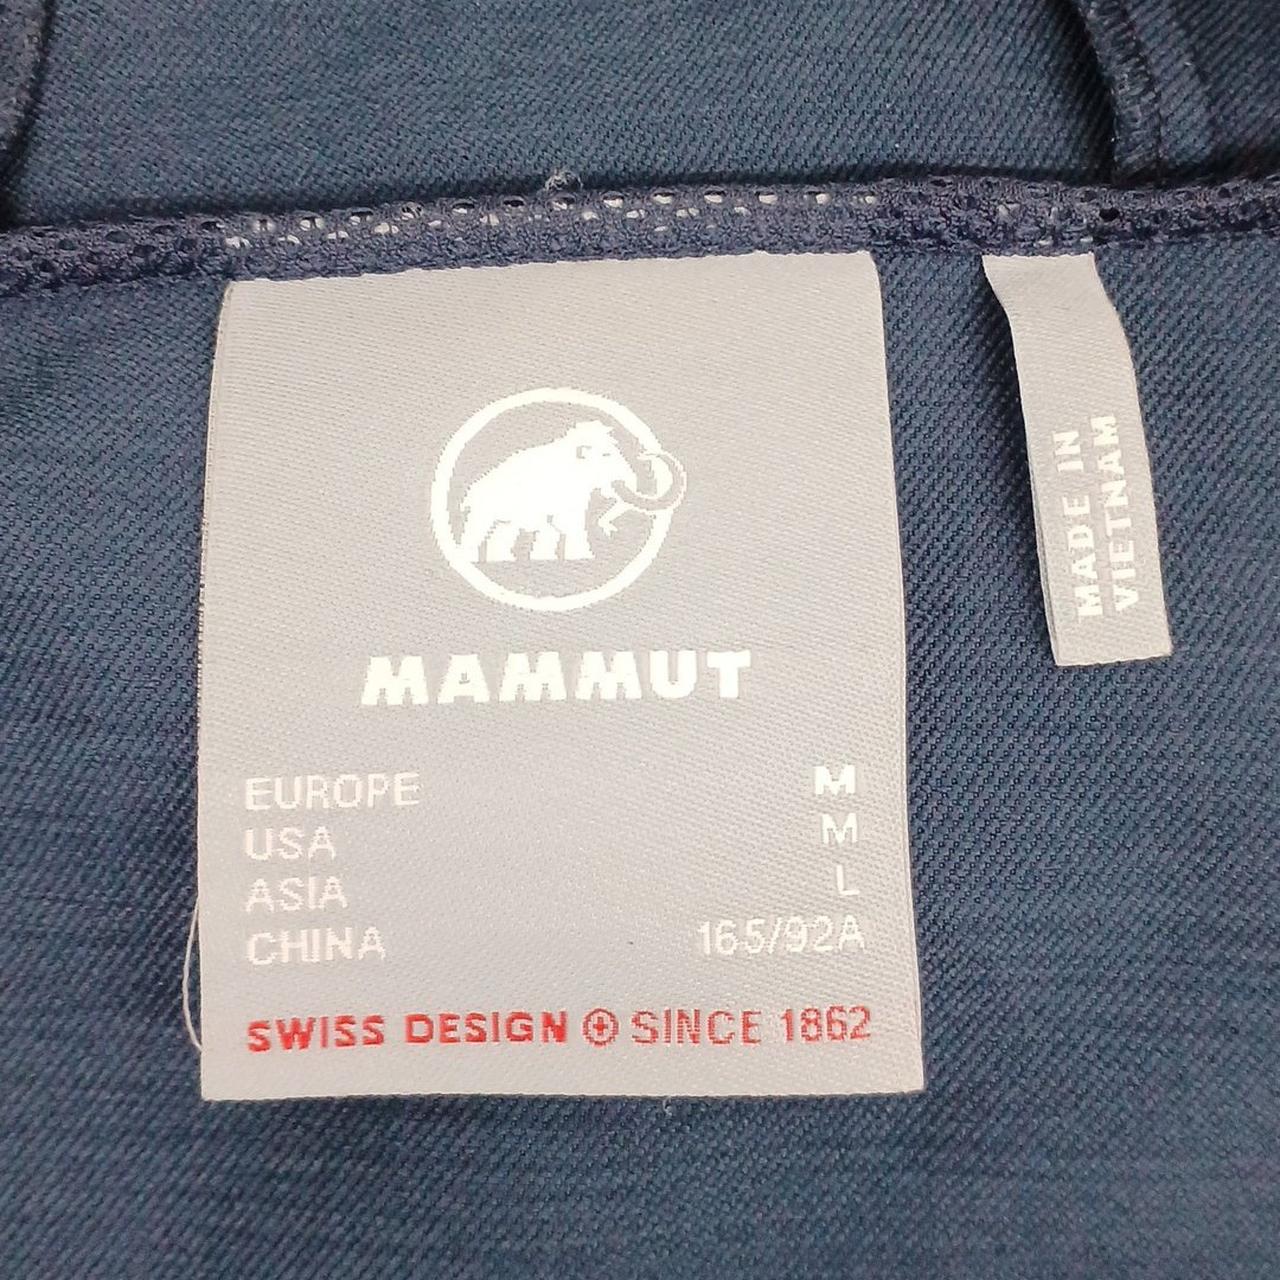 MAMMUT
EUROPE M
USA M
ASIA L
CHINA 165/92A
SWISS DESIGN SINCE 1862
MADE IN
VIETNAM